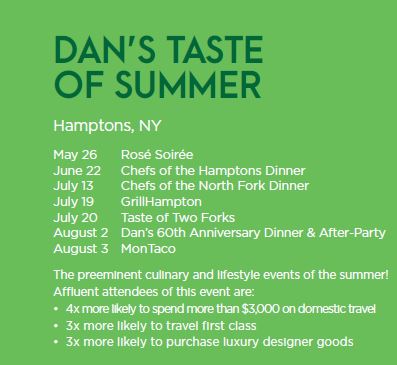 DAN'S TASTE
OF SUMMER
Hamptons, NY
May 26 Rosé Soirée
June 22 Chefs of the Hamptons Dinner
July 13 Chefs of the North Fork Dinner
July 19 GrillHampton
July 20 Taste of Two Forks
August 2 Dan's 60th Anniversary Dinner & After-Party
August 3 MonTaco
The preeminent culinary and lifestyle events of the summer!
Affluent attendees of this event are:
• 4x more likely to spend more than $3,000 on domestic travel
• 3x more likely to travel first class
• 3x more likely to purchase luxury designer goods